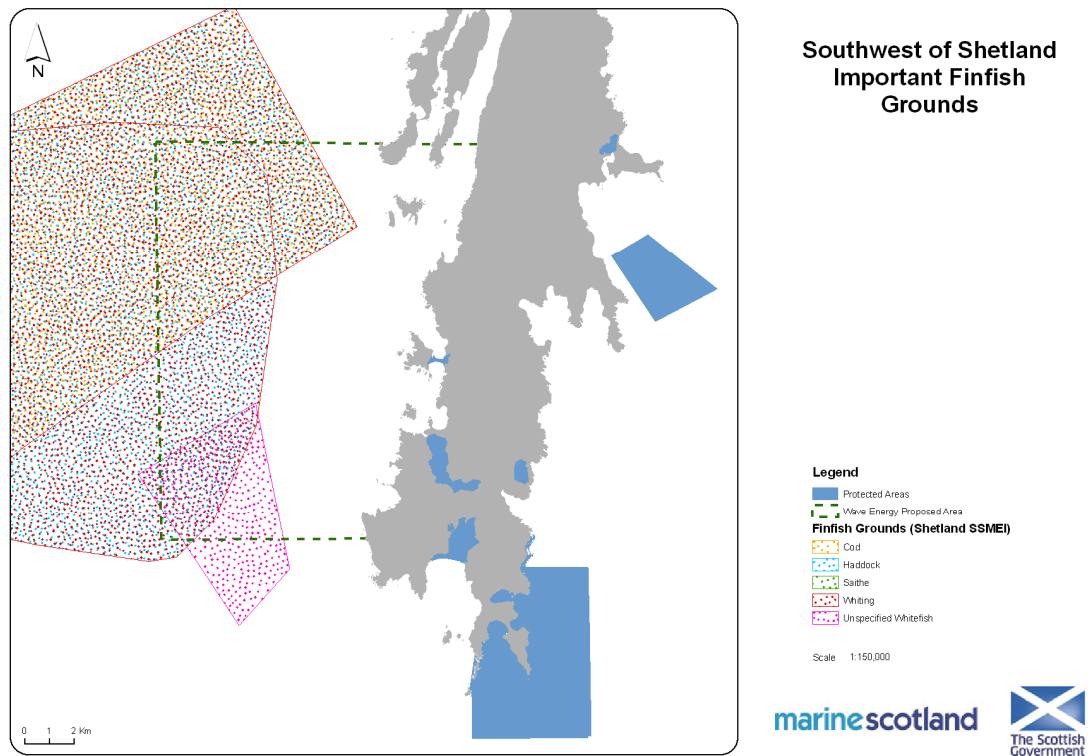 N
0 1 2 Km
Southwest of Shetland
Important Finfish
Grounds
Legend
Protected Areas
Wave Energy Proposed Area
Finfish Grounds (Shetland SSMEI)
Cod
Haddock
Saithe
Whiting
Unspecified Whitefish
Scale 1:150,000
marinescotland
The Scottish
Government